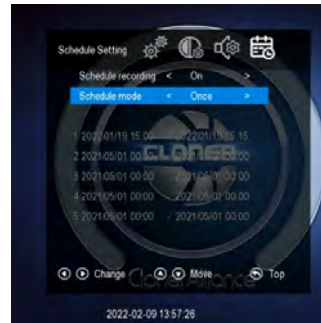 Schedule Setting
Schedule recording < On >
Schedule mode < Once >
1 2022/01/19 15:00 - 2022/01/19 15:15
2 2021/05/01 00:00 - 2021/05/01 00:00
3 2021/05/01 00:00 - 2021/05/01 00:00
4 2021/05/01 00:00 - 2021/05/01 00:00
5 2021/05/01 00:00 - 2021/05/01 00:00
CLONER
Change Move Top
ClonerAlliance
2022-02-09 13:57:26